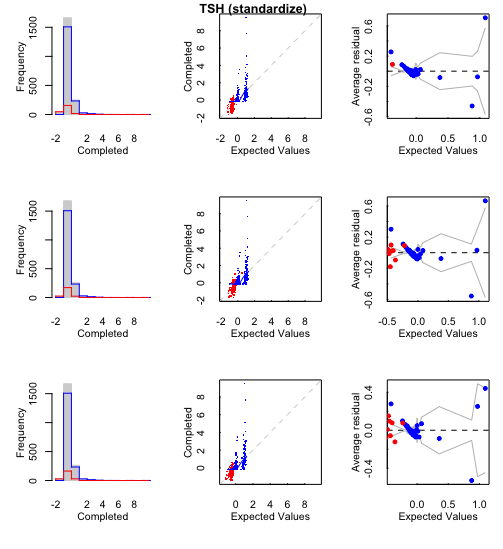 TSH (standardize)
Frequency
0 500 1500
-2 0 2 4 6 8
Completed
Completed
-2 0 2 4 6 8
-2 0 2 4 6 8
Expected Values
Average residual
-0.6 -0.2 0.2 0.6
0.0 0.5 1.0
Expected Values
Frequency
0 500 1500
-2 0 2 4 6 8
Completed
Completed
-2 0 2 4 6 8
-2 0 2 4 6 8
Expected Values
Average residual
-0.6 -0.2 0.2 0.6
-0.5 0.0 0.5 1.0
Expected Values
Frequency
0 500 1500
-2 0 2 4 6 8
Completed
Completed
0 2 4 6 8
-2 0 2 4 6 8
Expected Values
Average residual
-0.4 0.0 0.4
0.0 0.5 1.0
Expected Values